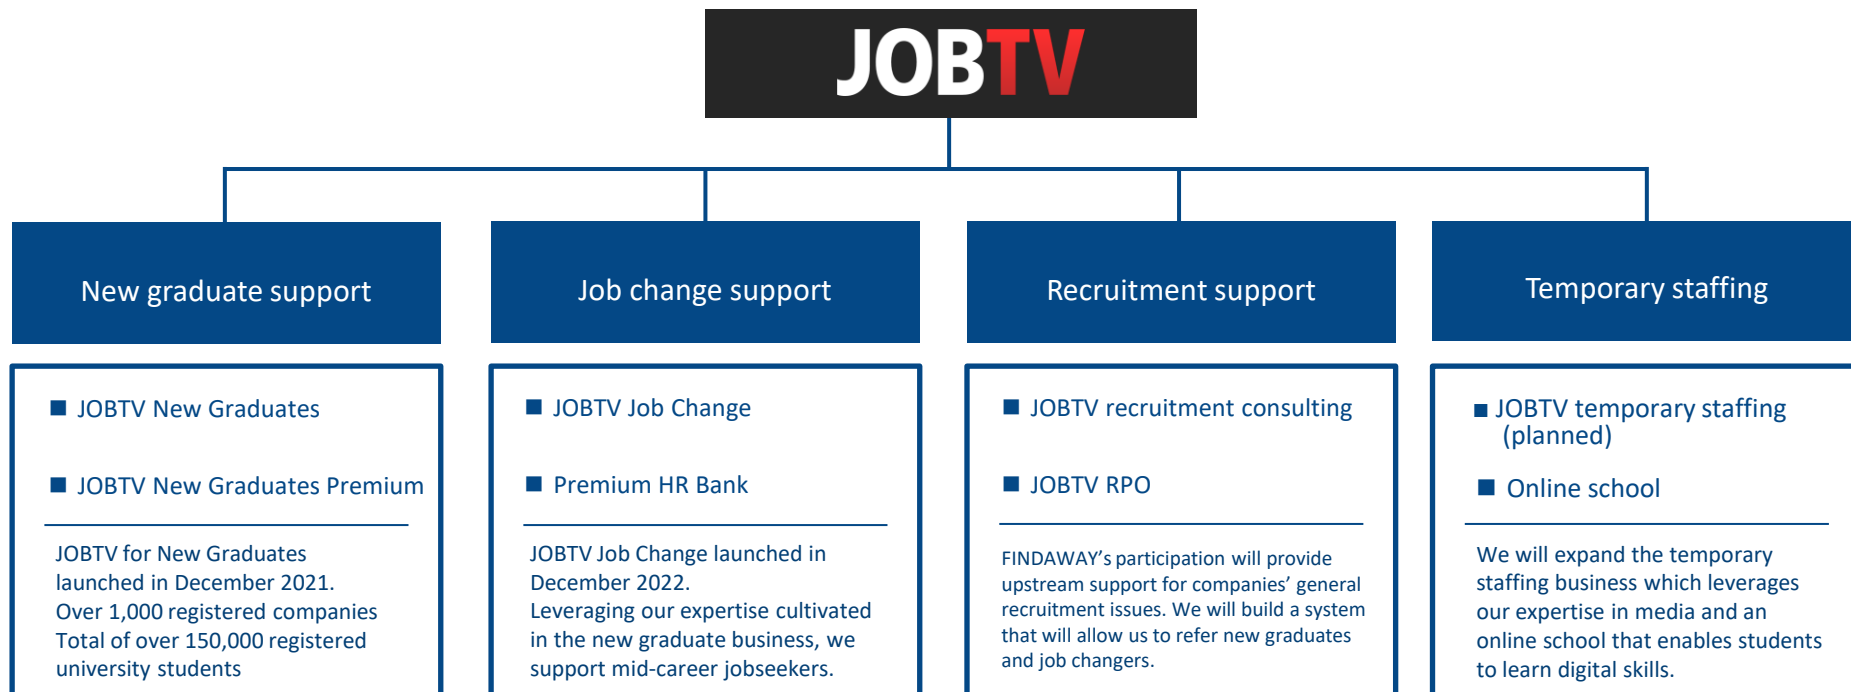 JOBTV
New graduate support
■ JOBTV New Graduates
■ JOBTV New Graduates Premium
JOBTV for New Graduates
launched in December 2021.
Over 1,000 registered companies
Total of over 150,000 registered
university students
Job change support
■ JOBTV Job Change
■ Premium HR Bank
JOBTV Job Change launched in
December 2022.
Leveraging our expertise cultivated
in the new graduate business, we
support mid-career jobseekers.
Recruitment support
■ JOBTV recruitment consulting
■ JOBTV RPO
FINDAWAY’s participation will provide
upstream support for companies’ general
recruitment issues. We will build a system
that will allow us to refer new graduates
and job changers.
Temporary staffing
■ JOBTV temporary staffing
(planned)
■ Online school
We will expand the temporary
staffing business which leverages
our expertise in media and an
online school that enables students
to learn digital skills.